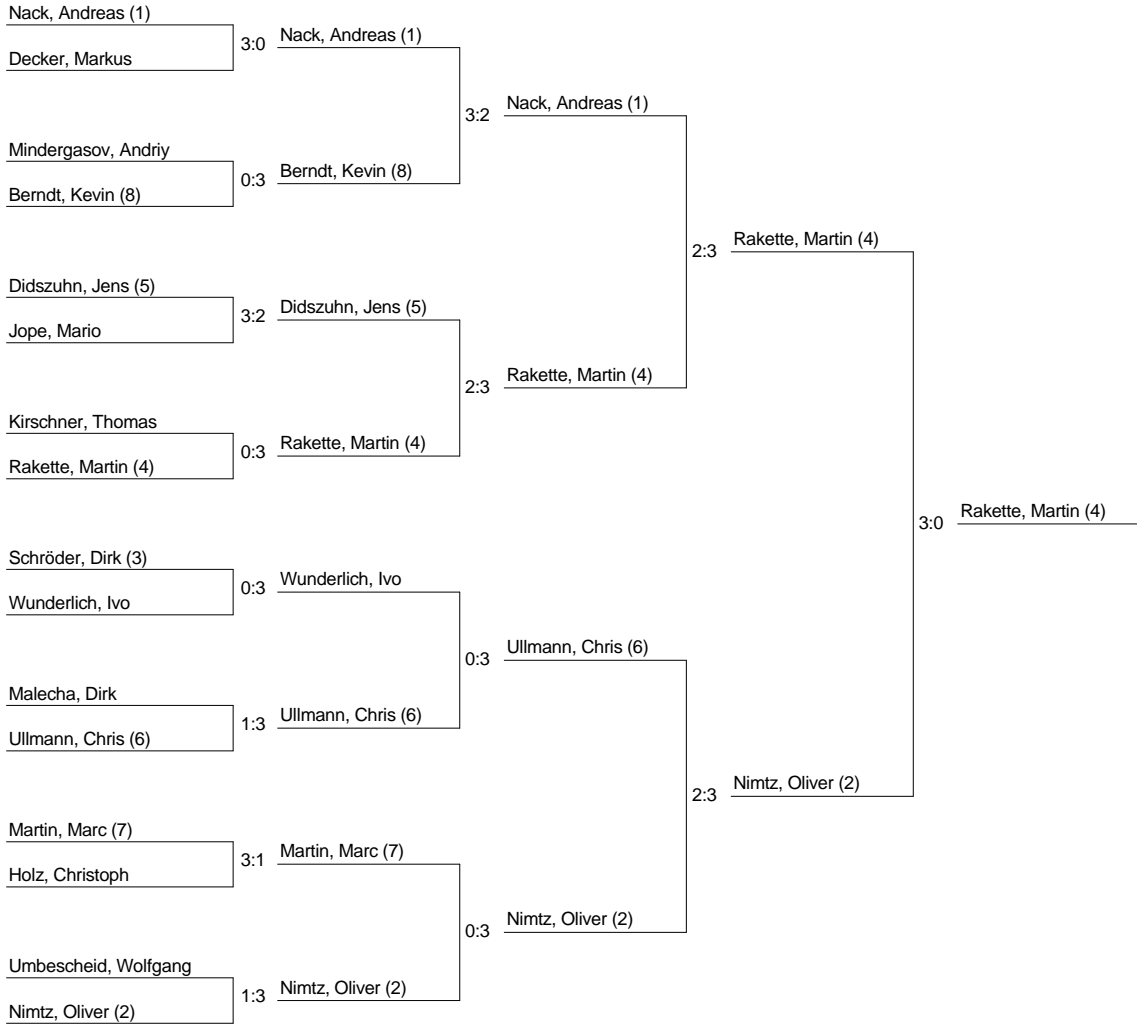 Nack, Andreas (1)
Decker, Markus
3:0
Nack, Andreas (1)
Mindergasov, Andriy
Berndt, Kevin (8)
0:3
Berndt, Kevin (8)
3:2
Nack, Andreas (1)
Didszuhn, Jens (5)
Jope, Mario
3:2
Didszuhn, Jens (5)
Kirschner, Thomas
Rakette, Martin (4)
0:3
Rakette, Martin (4)
2:3
Rakette, Martin (4)
2:3
Rakette, Martin (4)
Schröder, Dirk (3)
Wunderlich, Ivo
0:3
Wunderlich, Ivo
Malecha, Dirk
Ullmann, Chris (6)
1:3
Ullmann, Chris (6)
0:3
Ullmann, Chris (6)
Martin, Marc (7)
Holz, Christoph
3:1
Martin, Marc (7)
Umbescheid, Wolfgang
Nimtz, Oliver (2)
1:3
Nimtz, Oliver (2)
0:3
Nimtz, Oliver (2)
2:3
Nimtz, Oliver (2)
3:0
Rakette, Martin (4)